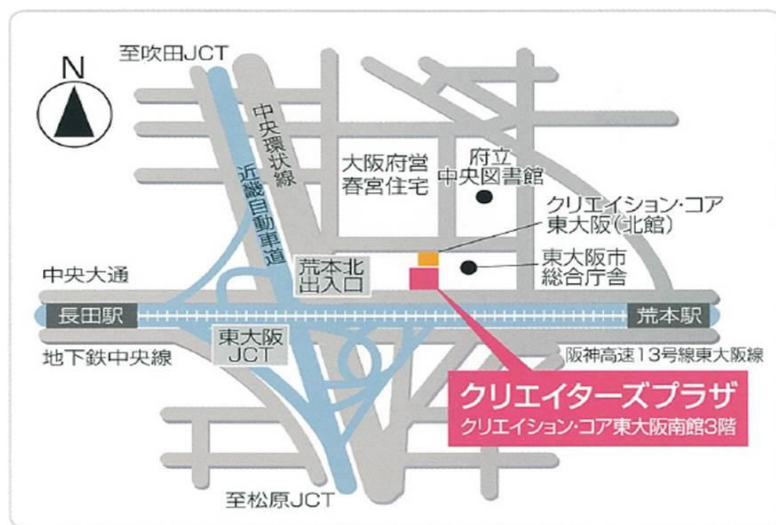 至吹田JCT
N
中央環状線
近畿自動車道
大阪府営
春宮住宅
府立
中央図書館
クリエイション・コア
東大阪(北館)
東大阪市
総合庁舎
荒本北
出入口
中央大通
長田駅
荒本駅
東大阪
JCT
地下鉄中央線
阪神高速13号線東大阪線
クリエイターズプラザ
クリエイション・コア東大阪南館3階
至松原JCT